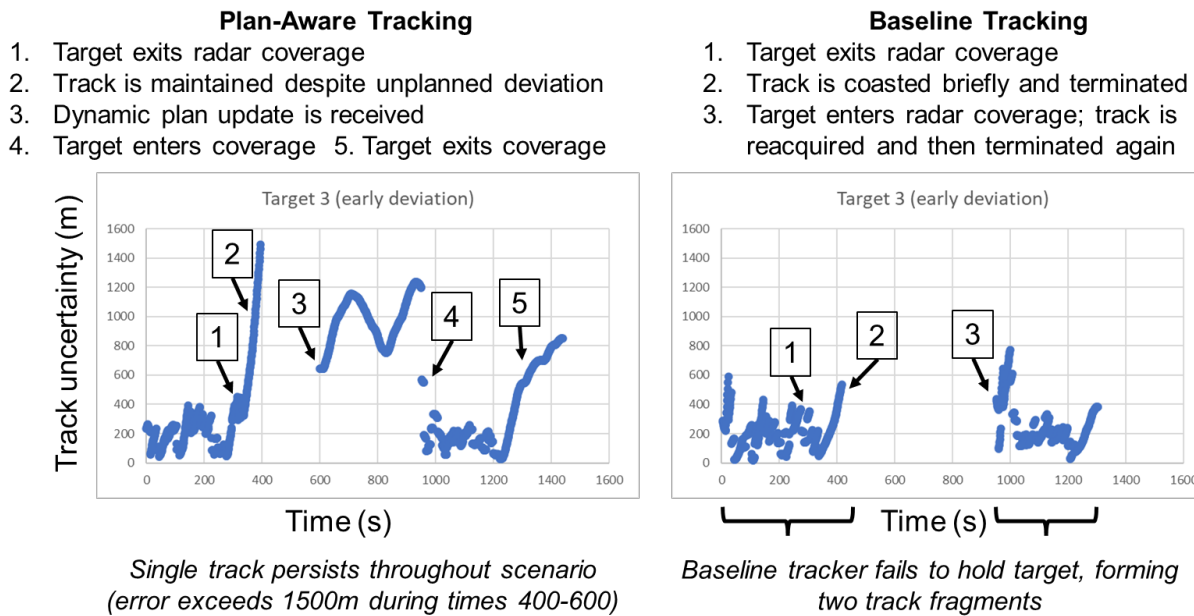 Plan-Aware Tracking
1. Target exits radar coverage
2. Track is maintained despite unplanned deviation
3. Dynamic plan update is received
4. Target enters coverage 5. Target exits coverage
Baseline Tracking
1. Target exits radar coverage
2. Track is coasted briefly and terminated
3. Target enters radar coverage; track is
reacquired and then terminated again
Track uncertainty (m)
Target 3 (early deviation)
1600
1400
1200
1000
800
600
400
200
0
0 200 400 600 800 1000 1200 1400 1600
1
2
3
4
5
Time (s)
Single track persists throughout scenario
(error exceeds 1500m during times 400-600)
Target 3 (early deviation)
1600
1400
1200
1000
800
600
400
200
0
0 200 400 600 800 1000 1200 1400 1600
1
2
3
Time (s)
Baseline tracker fails to hold target, forming
two track fragments